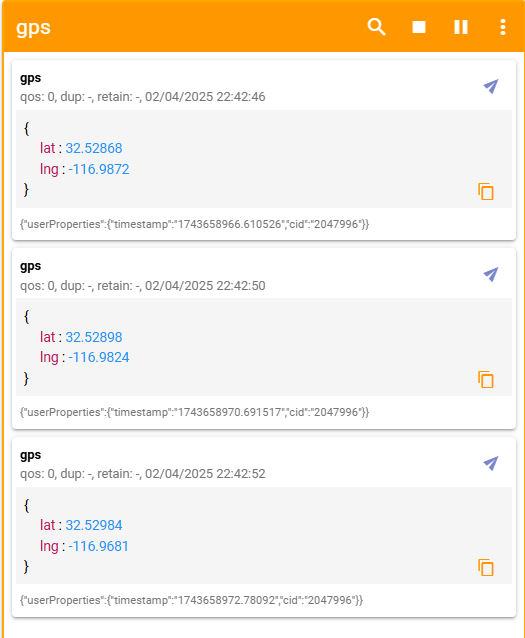 gps
gps
qos: 0, dup: -, retain: -, 02/04/2025 22:42:46
{
lat : 32.52868
lng : -116.9872
}
{"userProperties":{"timestamp":"1743658966.610526","cid":"2047996"}}
gps
qos: 0, dup: -, retain: -, 02/04/2025 22:42:50
{
lat : 32.52898
lng : -116.9824
}
{"userProperties":{"timestamp":"1743658970.691517","cid":"2047996"}}
gps
qos: 0, dup: -, retain: -, 02/04/2025 22:42:52
{
lat : 32.52984
lng : -116.9681
}
{"userProperties":{"timestamp":"1743658972.78092","cid":"2047996"}}